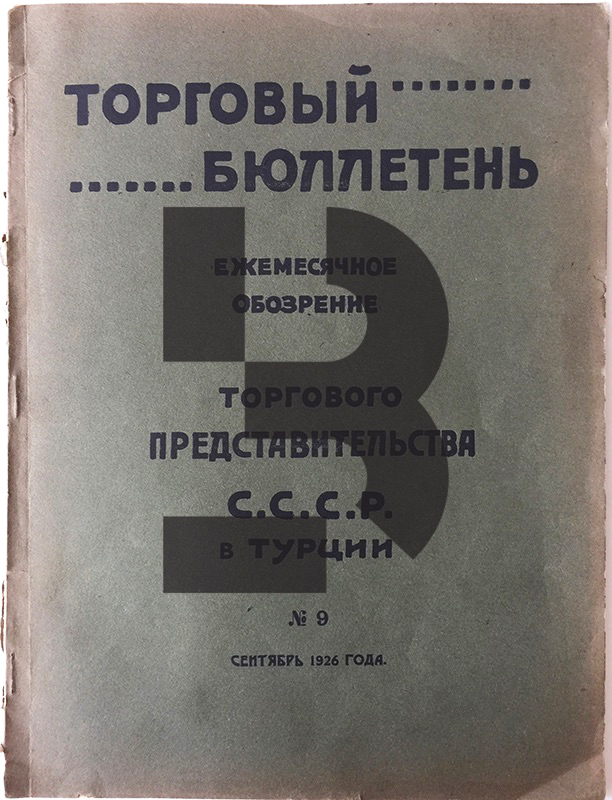 ТОРГОВЫЙ
БЮЛЛЕТЕНЬ
ЕЖЕМЕСЯЧНОЕ
ОБОЗРЕНИЕ
ТОРГОВОГО
ПРЕДСТАВИТЕЛЬСТВА
С.С.С.Р.
в ТУРЦИИ
№ 9
СЕНТЯБРЬ 1926 ГОДА.